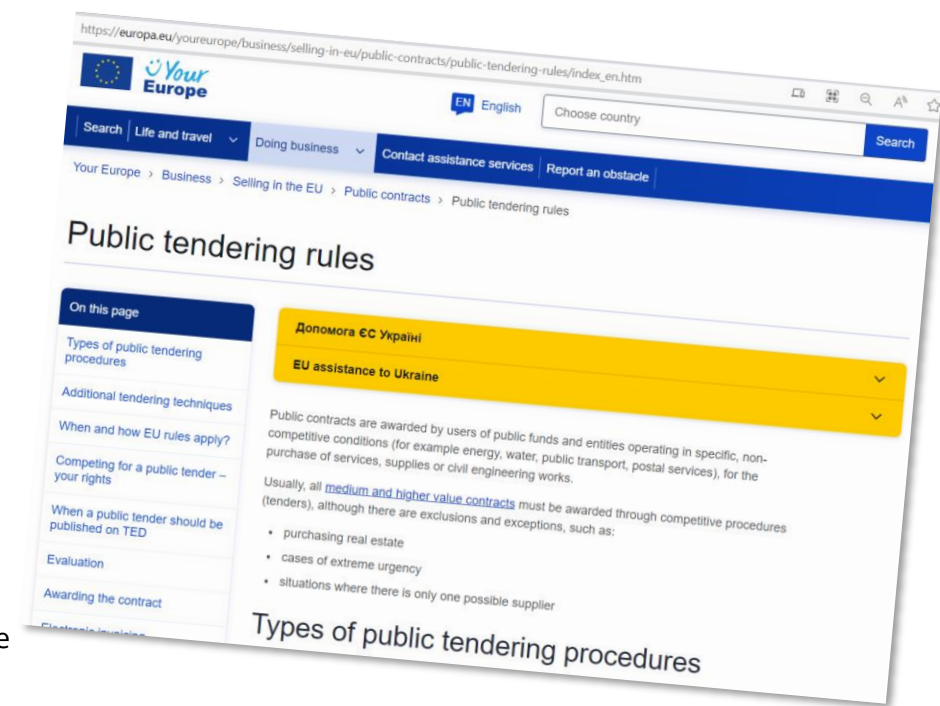 https://europa.eu/youreurope/business/selling-in-eu/public-contracts/public-tendering-rules/index_en.htm
Your
Europe
EN English
Choose country
Search
Search
Life and travel
Doing business
Contact assistance services
Report an obstacle
Your Europe > Business > Selling in the EU > Public contracts > Public tendering rules
Public tendering rules
On this page
Types of public tendering
procedures
Additional tendering techniques
When and how EU rules apply?
Competing for a public tender –
your rights
When a public tender should be
published on TED
Evaluation
Awarding the contract
Electronic invoicing
Допомога ЄС Україні
EU assistance to Ukraine
Public contracts are awarded by users of public funds and entities operating in specific, non-
competitive conditions (for example energy, water, public transport, postal services), for the
purchase of services, supplies or civil engineering works.
Usually, all medium and higher value contracts must be awarded through competitive procedures
(tenders), although there are exclusions and exceptions, such as:
• purchasing real estate
• cases of extreme urgency
• situations where there is only one possible supplier
Types of public tendering procedures
e